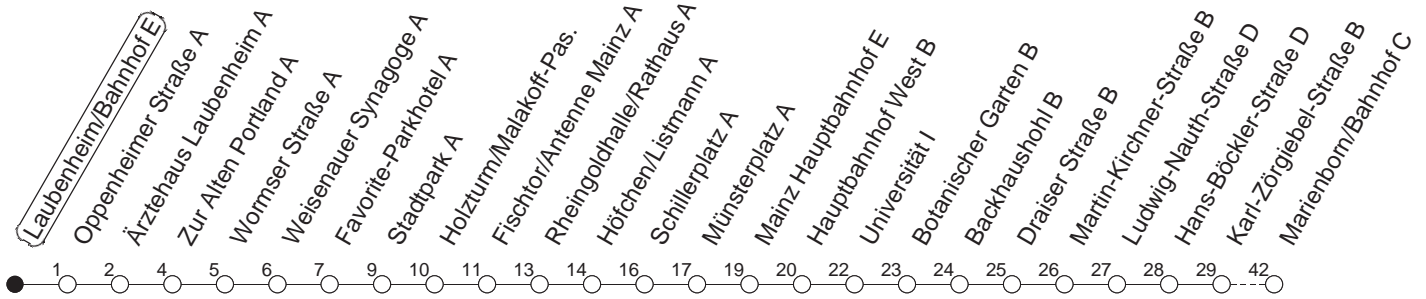 Laubenheim/Bahnhof E
Oppenheimer Straße A
Ärztehaus Laubenheim A
Zur Alten Portland A
Wormser Straße A
Weisenauer Synagoge A
Favorite-Parkhotel A
Stadtpark A
Holzturm/Malakoff-Pas.
Fischtor/Antenne Mainz A
Rheingoldhalle/Rathaus A
Höfchen/Listmann A
Schillerplatz A
Münsterplatz A
Mainz Hauptbahnhof E
Hauptbahnhof West B
Universität I
Botanischer Garten B
Backhaushohl B
Draiser Straße B
Martin-Kirchner-Straße B
Ludwig-Nauth-Straße D
Hans-Böckler-Straße D
Karl-Zörgiebel-Straße B
Marienborn/Bahnhof C
1 2 4 5 6 7 9 10 11 13 14 16 17 19 20 22 23 24 25 26 27 28 29 42